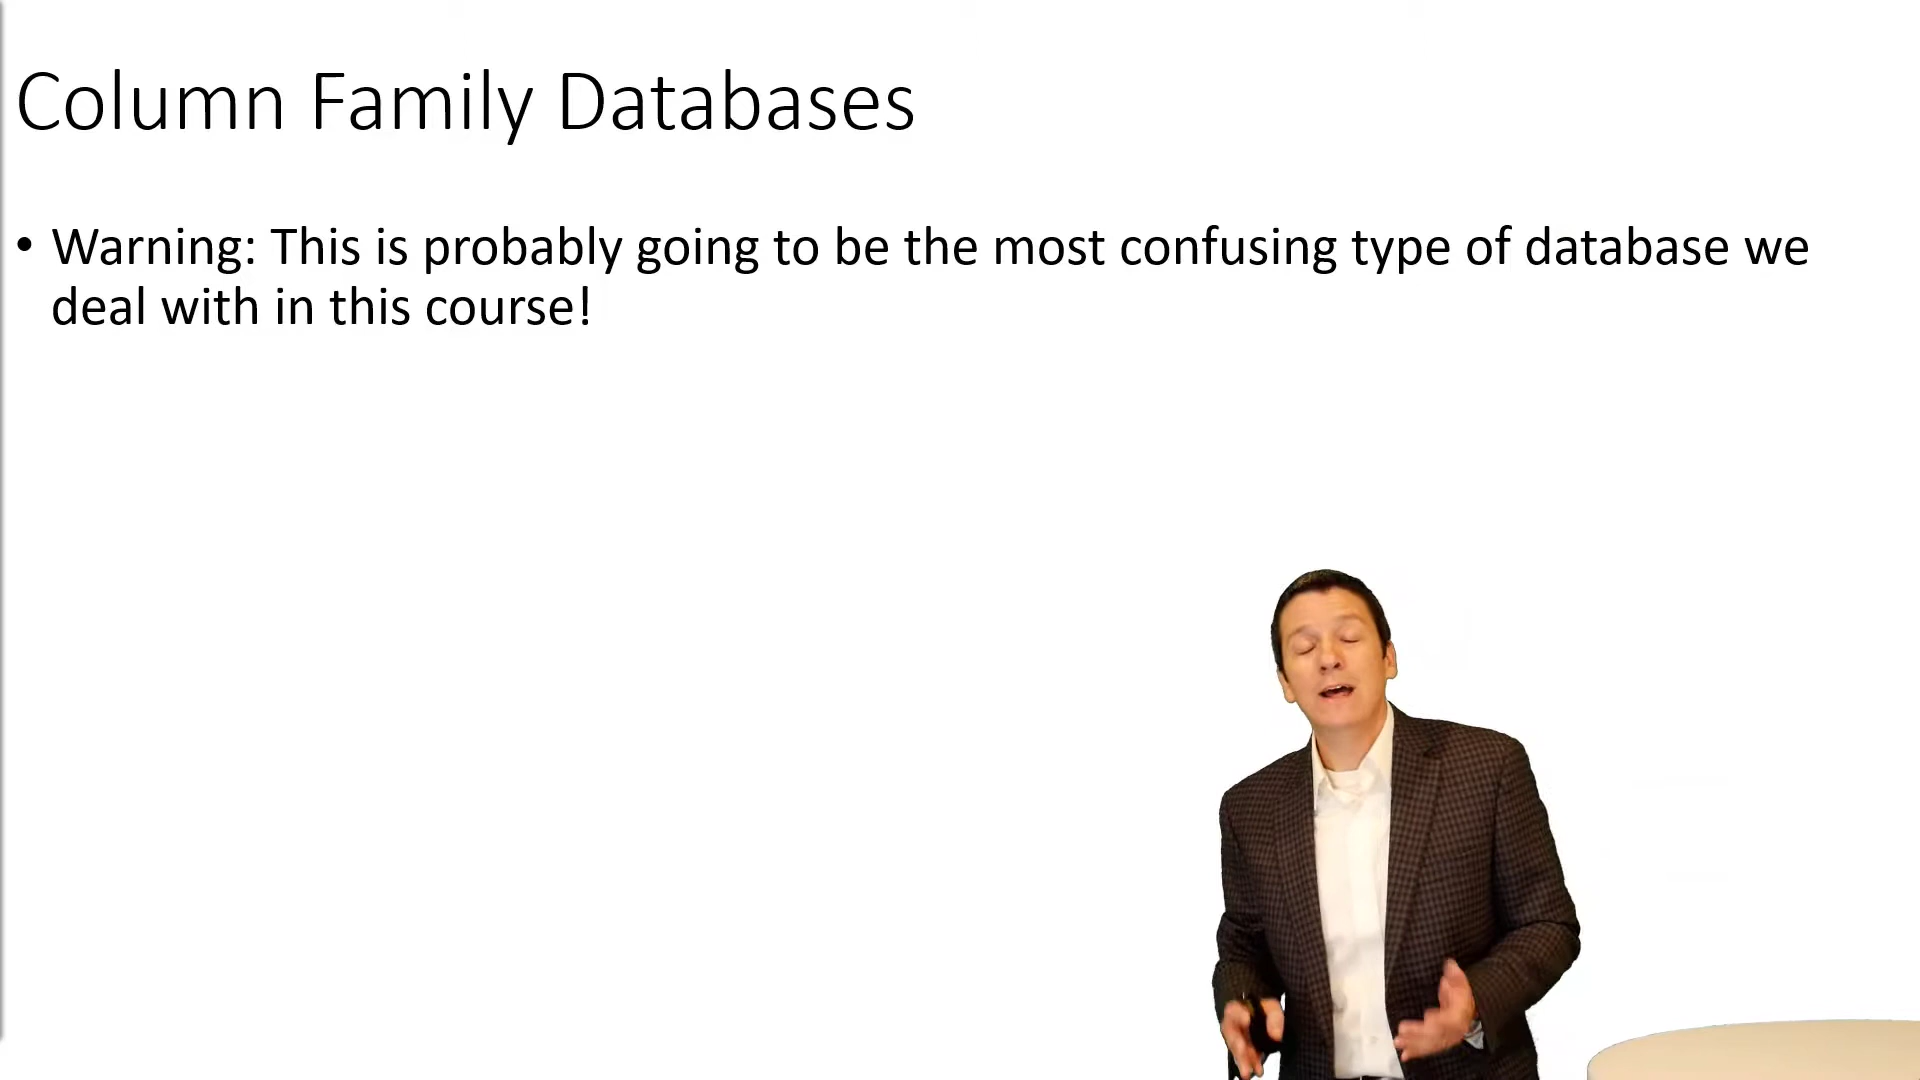 Column Family Databases
• Warning: This is probably going to be the most confusing type of database we
deal with in this course!